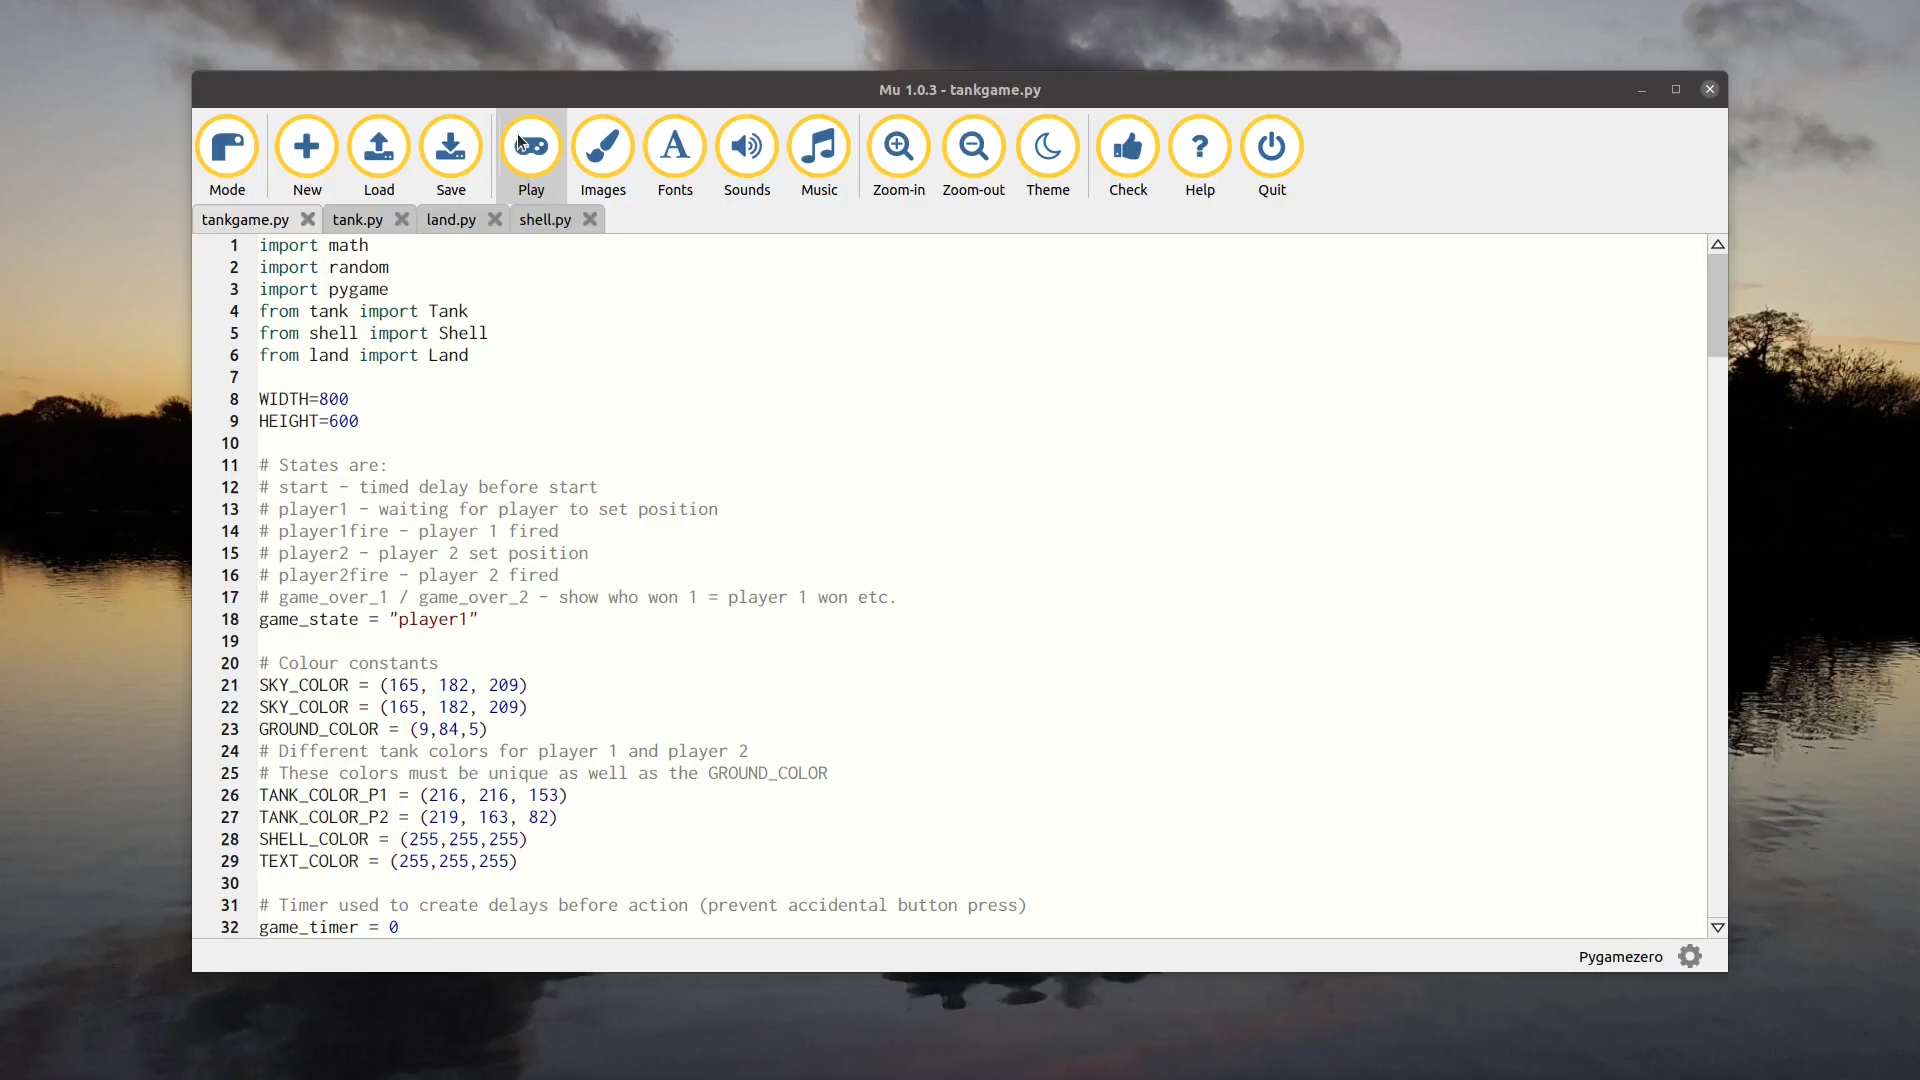 Mu 1.0.3 - tankgame.py
Mode New Load Save Play Images Fonts Sounds Music Zoom-in Zoom-out Theme Check Help Quit
tankgame.py tank.py land.py shell.py
1 import math
2 import random
3 import pygame
4 from tank import Tank
5 from shell import Shell
6 from land import Land
7
8 WIDTH=800
9 HEIGHT=600
10
11 # States are:
12 # start - timed delay before start
13 # player1 - waiting for player to set position
14 # player1fire - player 1 fired
15 # player2 - player 2 set position
16 # player2fire - player 2 fired
17 # game_over_1 / game_over_2 - show who won 1 = player 1 won etc.
18 game_state = "player1"
19
20 # Colour constants
21 SKY_COLOR = (165, 182, 209)
22 SKY_COLOR = (165, 182, 209)
23 GROUND_COLOR = (9,84,5)
24 # Different tank colors for player 1 and player 2
25 # These colors must be unique as well as the GROUND_COLOR
26 TANK_COLOR_P1 = (216, 216, 153)
27 TANK_COLOR_P2 = (219, 163, 82)
28 SHELL_COLOR = (255,255,255)
29 TEXT_COLOR = (255,255,255)
30
31 # Timer used to create delays before action (prevent accidental button press)
32 game_timer = 0
Pygamezero